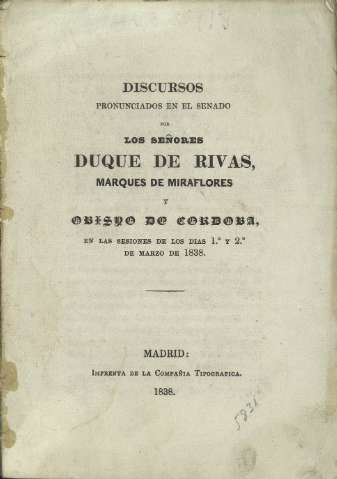 DISCURSOS
PRONUNCIADOS EN EL SENADO
POR
LOS SEÑORES
DUQUE DE RIVAS,
MARQUES DE MIRAFLORES
Y
OBISPO DE CORDOBA,
EN LAS SESIONES DE LOS DIAS 1.º Y 2.º
DE MARZO DE 1838.
MADRID:
IMPRENTA DE LA COMPAÑIA TIPOGRAFICA.
1838.